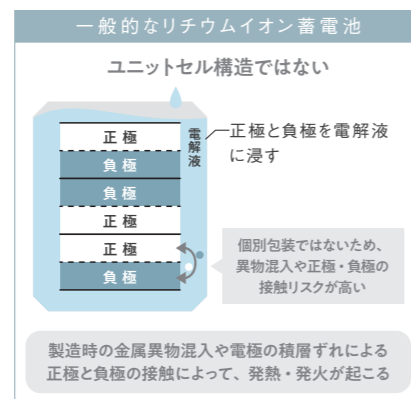 一般的なリチウムイオン蓄電池
ユニットセル構造ではない
正極
負極
負極
正極
正極
負極
電解液
正極と負極を電解液
に浸す
個別包装ではないため、
異物混入や正極・負極の
接触リスクが高い
製造時の金属異物混入や電極の積層ずれによる
正極と負極の接触によって、発熱・発火が起こる